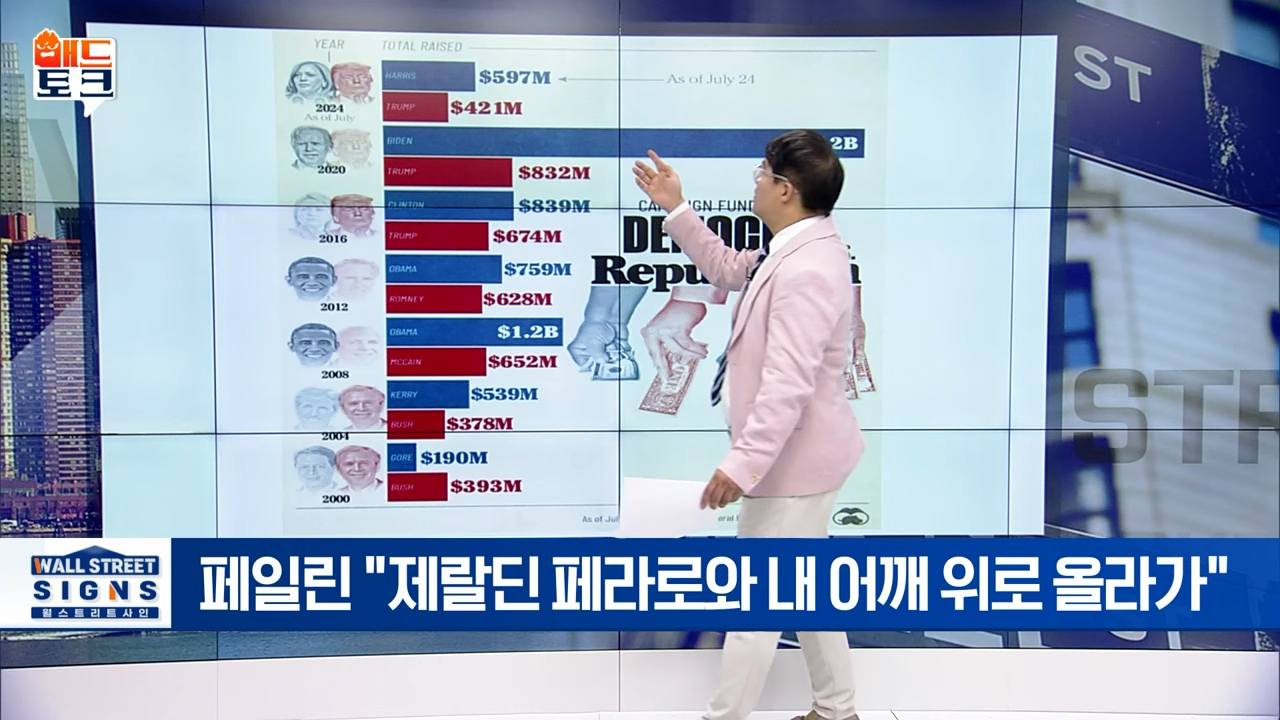 매드
토크
ST
YEAR
TOTAL RAISED
HARRIS $597M
As of July 24
TRUMP $421M
2024
As of July
BIDEN 2B
TRUMP $832M
2020
CLINTON $839M
TRUMP $674M
2016
OBAMA $759M
ROMNEY $628M
2012
OBAMA $1.2B
MCCAIN $652M
2008
KERRY $539M
BUSH $378M
2004
GORE $190M
BUSH $393M
2000
WALL STREET
SIGNS
월스트리트사인
페일린 "제랄딘 페라로와 내 어깨 위로 올라가"